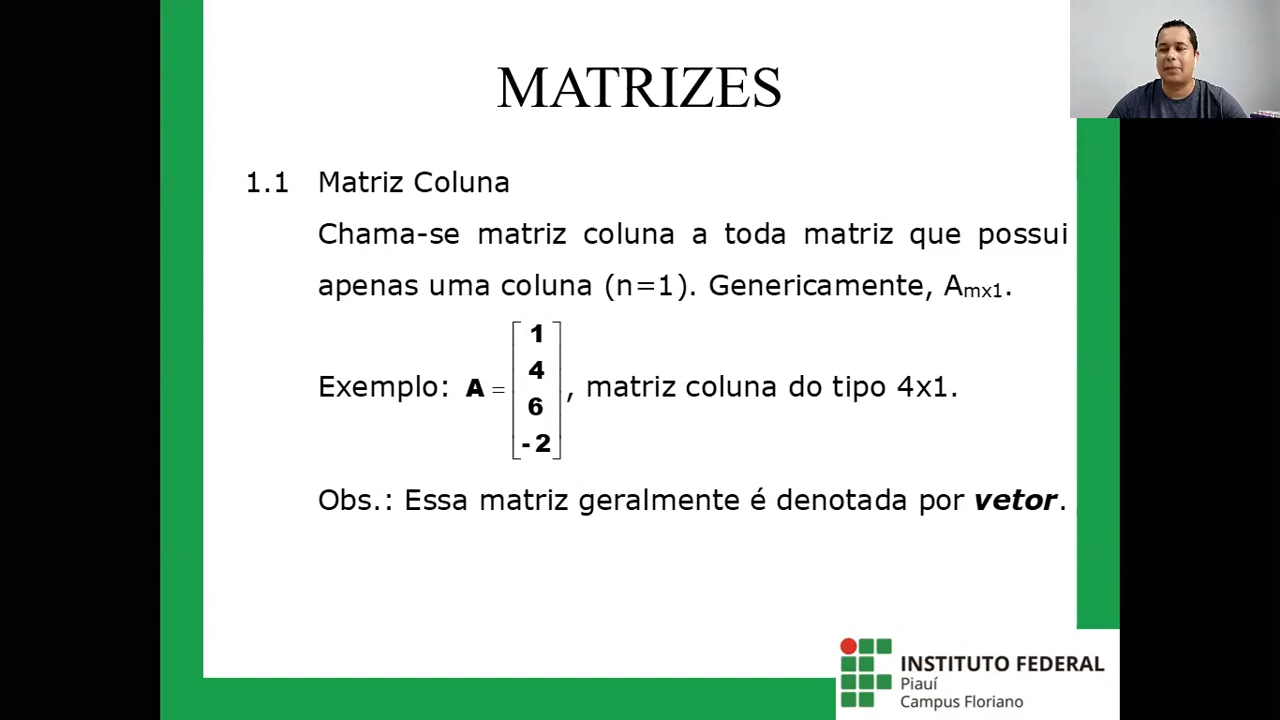 MATRIZES
1.1 Matriz Coluna
Chama-se matriz coluna a toda matriz que possui
apenas uma coluna (n=1). Genericamente, Amx1.
1
4
6
-2
Exemplo: A = , matriz coluna do tipo 4x1.
Obs.: Essa matriz geralmente é denotada por vetor.
INSTITUTO FEDERAL
Piauí
Campus Floriano